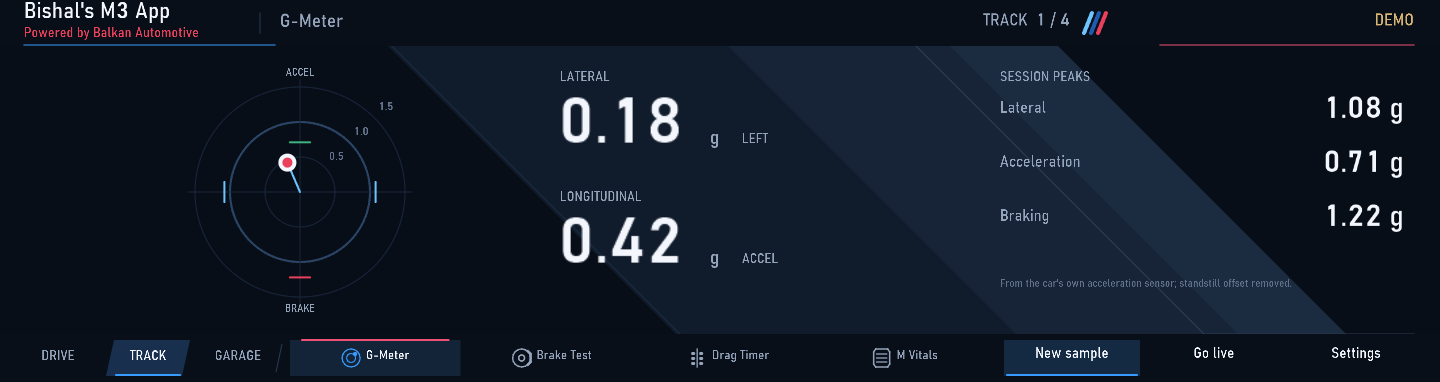 Bishal's M3 App
Powered by Balkan Automotive
G-Meter
TRACK 1 / 4
DEMO
ACCEL
1.5
1.0
0.5
BRAKE
LATERAL
0.18 g LEFT
LONGITUDINAL
0.42 g ACCEL
SESSION PEAKS
Lateral 1.08 g
Acceleration 0.71 g
Braking 1.22 g
From the car's own acceleration sensor; standstill offset removed.
DRIVE TRACK GARAGE G-Meter Brake Test Drag Timer M Vitals New sample Go live Settings